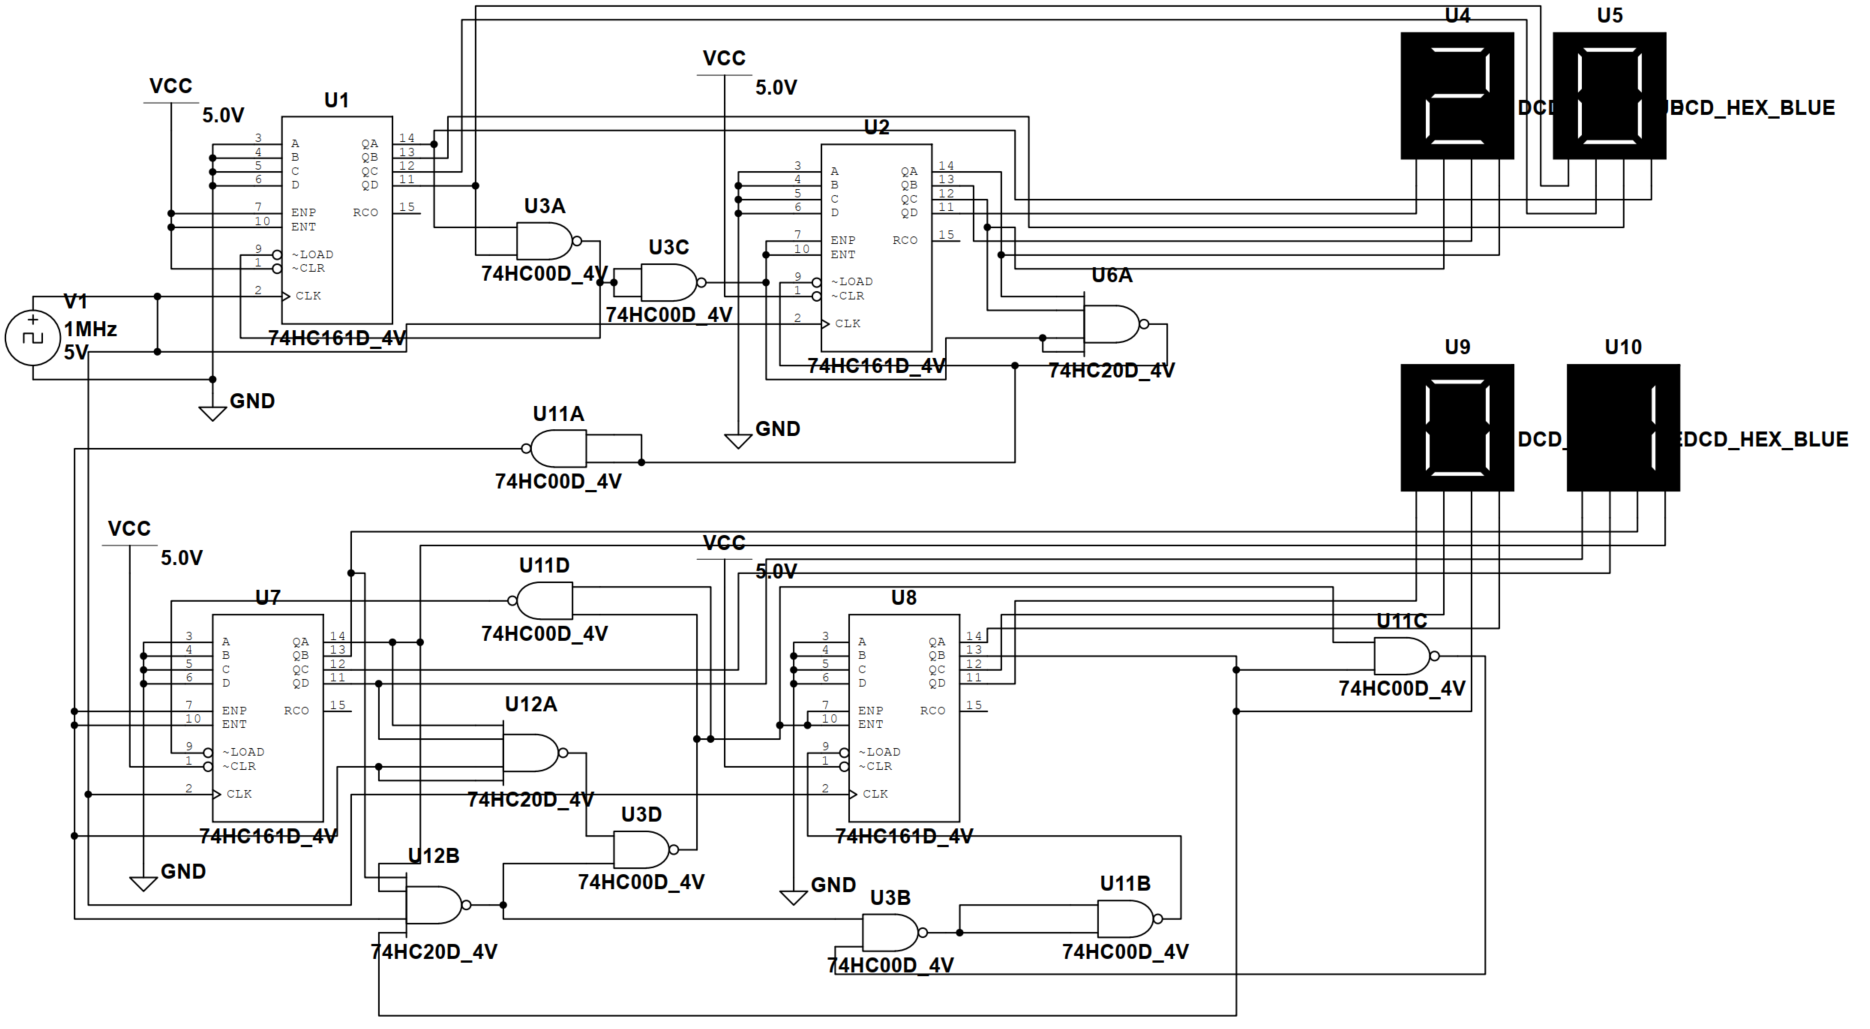 U4
U5
DCD_HEX_BLUE
VCC
5.0V
VCC
5.0V
U1
3 A QA 14
4 B QB 13
5 C QC 12
6 D QD 11
7 ENP RCO 15
10 ENT
9 ~LOAD
1 ~CLR
2 CLK
74HC161D_4V
V1
1MHz
5V
GND
U3A
74HC00D_4V
U3C
74HC00D_4V
U2
3 A QA 14
4 B QB 13
5 C QC 12
6 D QD 11
7 ENP RCO 15
10 ENT
9 ~LOAD
1 ~CLR
2 CLK
74HC161D_4V
GND
U6A
74HC20D_4V
U11A
74HC00D_4V
U9
U10
DCD_HEX_BLUE
VCC
5.0V
U7
3 A QA 14
4 B QB 13
5 C QC 12
6 D QD 11
7 ENP RCO 15
10 ENT
9 ~LOAD
1 ~CLR
2 CLK
74HC161D_4V
GND
U11D
74HC00D_4V
U12A
74HC20D_4V
U3D
74HC00D_4V
U12B
74HC20D_4V
VCC
5.0V
U8
3 A QA 14
4 B QB 13
5 C QC 12
6 D QD 11
7 ENP RCO 15
10 ENT
9 ~LOAD
1 ~CLR
2 CLK
74HC161D_4V
GND
U11C
74HC00D_4V
U3B
74HC00D_4V
U11B
74HC00D_4V
2 0
0 1